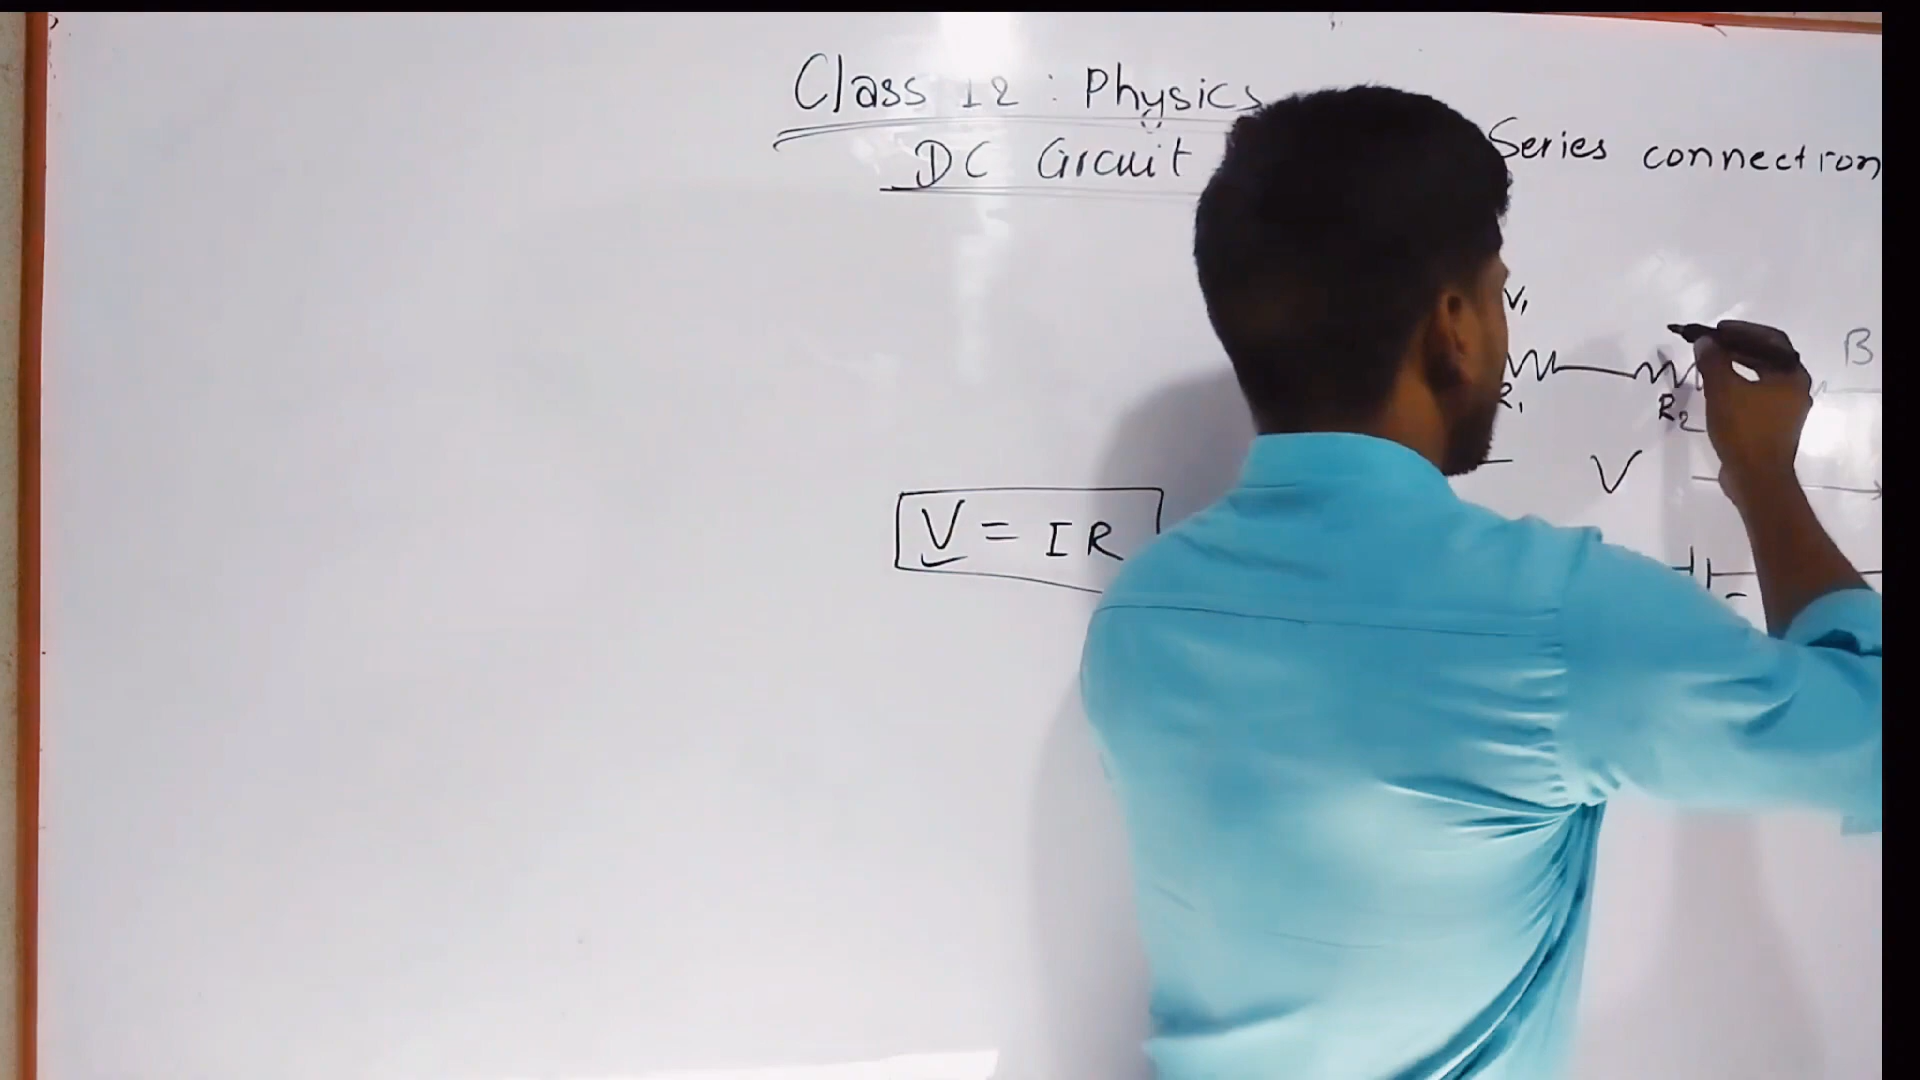 Class 12 : Physics
DC Circuit
Series connection
V₁
B
R₁
R₂
V
V = IR
-